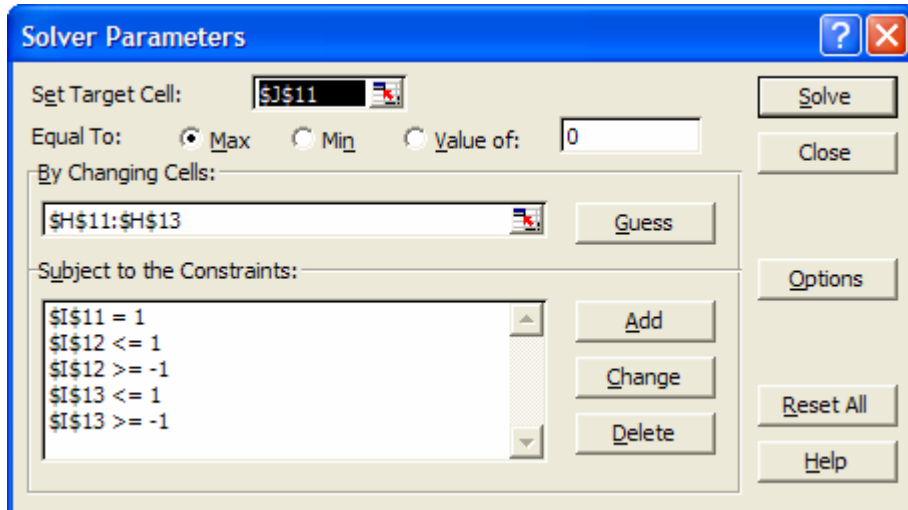 Solver Parameters
?
Set Target Cell: $J$11 Solve
Equal To: Max Min Value of: 0 Close
By Changing Cells:
$H$11:$H$13 Guess
Subject to the Constraints: Options
$I$11 = 1 Add
$I$12 <= 1
$I$12 >= -1 Change
$I$13 <= 1 Reset All
$I$13 >= -1 Delete
Help